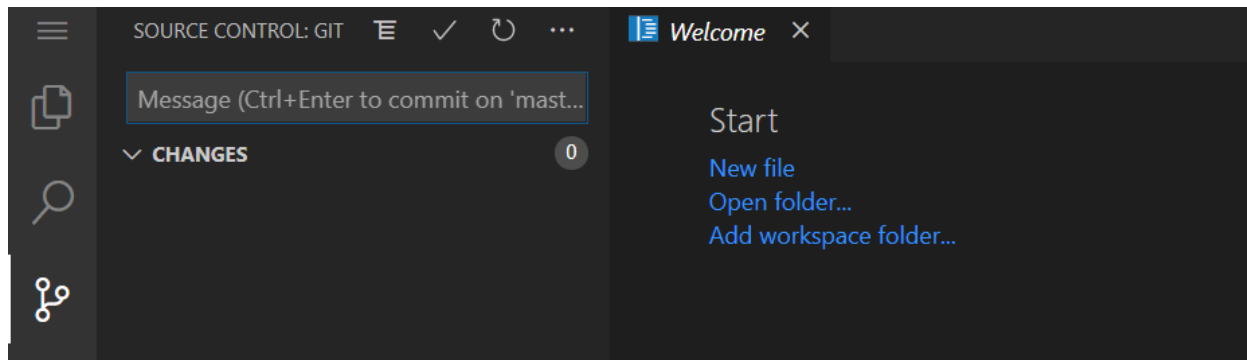 SOURCE CONTROL: GIT
Message (Ctrl+Enter to commit on 'mast...
CHANGES
0
Welcome
Start
New file
Open folder...
Add workspace folder...